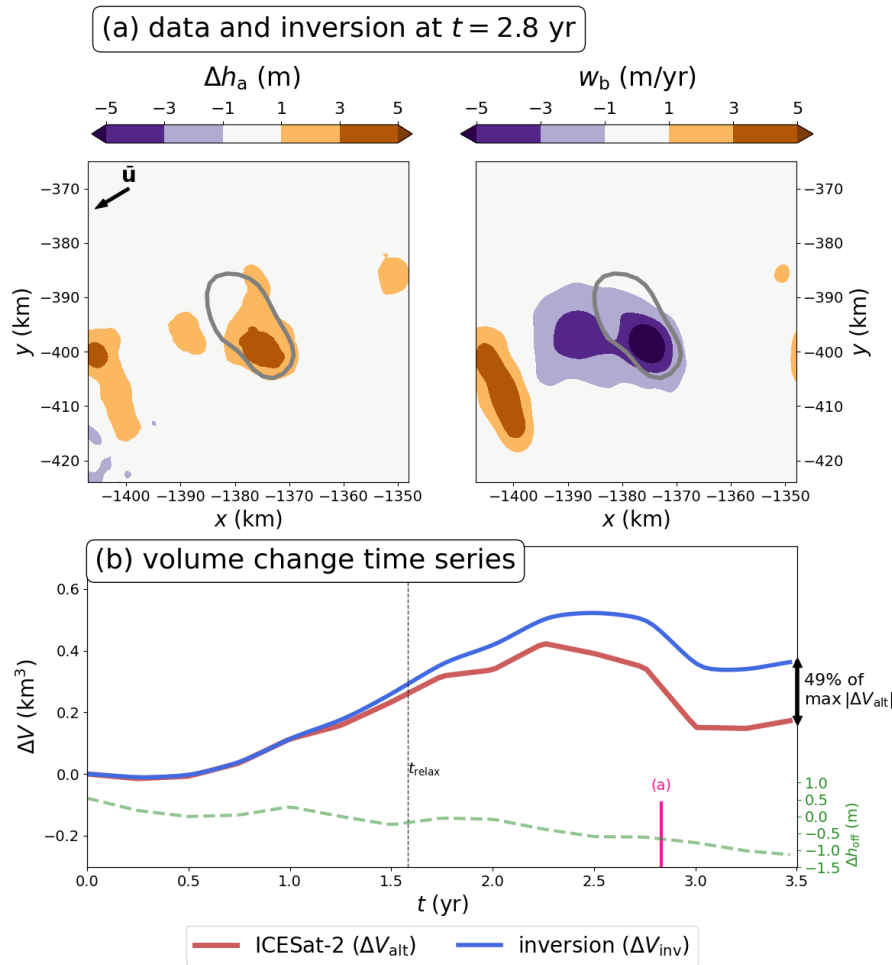 (a) data and inversion at t = 2.8 yr
Δh_a (m)
w_b (m/yr)
−5 −3 −1 1 3 5
−5 −3 −1 1 3 5
ū
−370
−380
−390
−400
−410
−420
y (km)
−1400 −1390 −1380 −1370 −1360 −1350
x (km)
−370
−380
−390
−400
−410
−420
y (km)
−1400 −1390 −1380 −1370 −1360 −1350
x (km)
(b) volume change time series
0.6
0.4
0.2
0.0
−0.2
ΔV (km³)
t_relax
(a)
49% of
max |ΔV_alt|
1.0
0.5
0.0
−0.5
−1.0
−1.5
Δh_off (m)
0.0 0.5 1.0 1.5 2.0 2.5 3.0 3.5
t (yr)
ICESat-2 (ΔV_alt)
inversion (ΔV_inv)